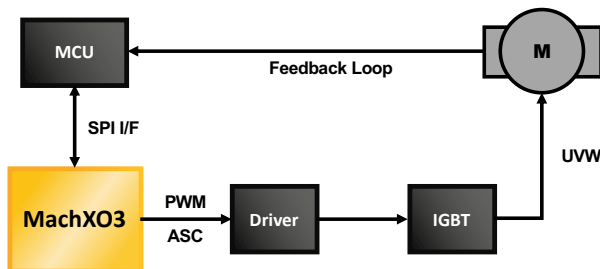 MCU
M
Feedback Loop
SPI I/F
UVW
MachXO3
PWM
ASC
Driver
IGBT